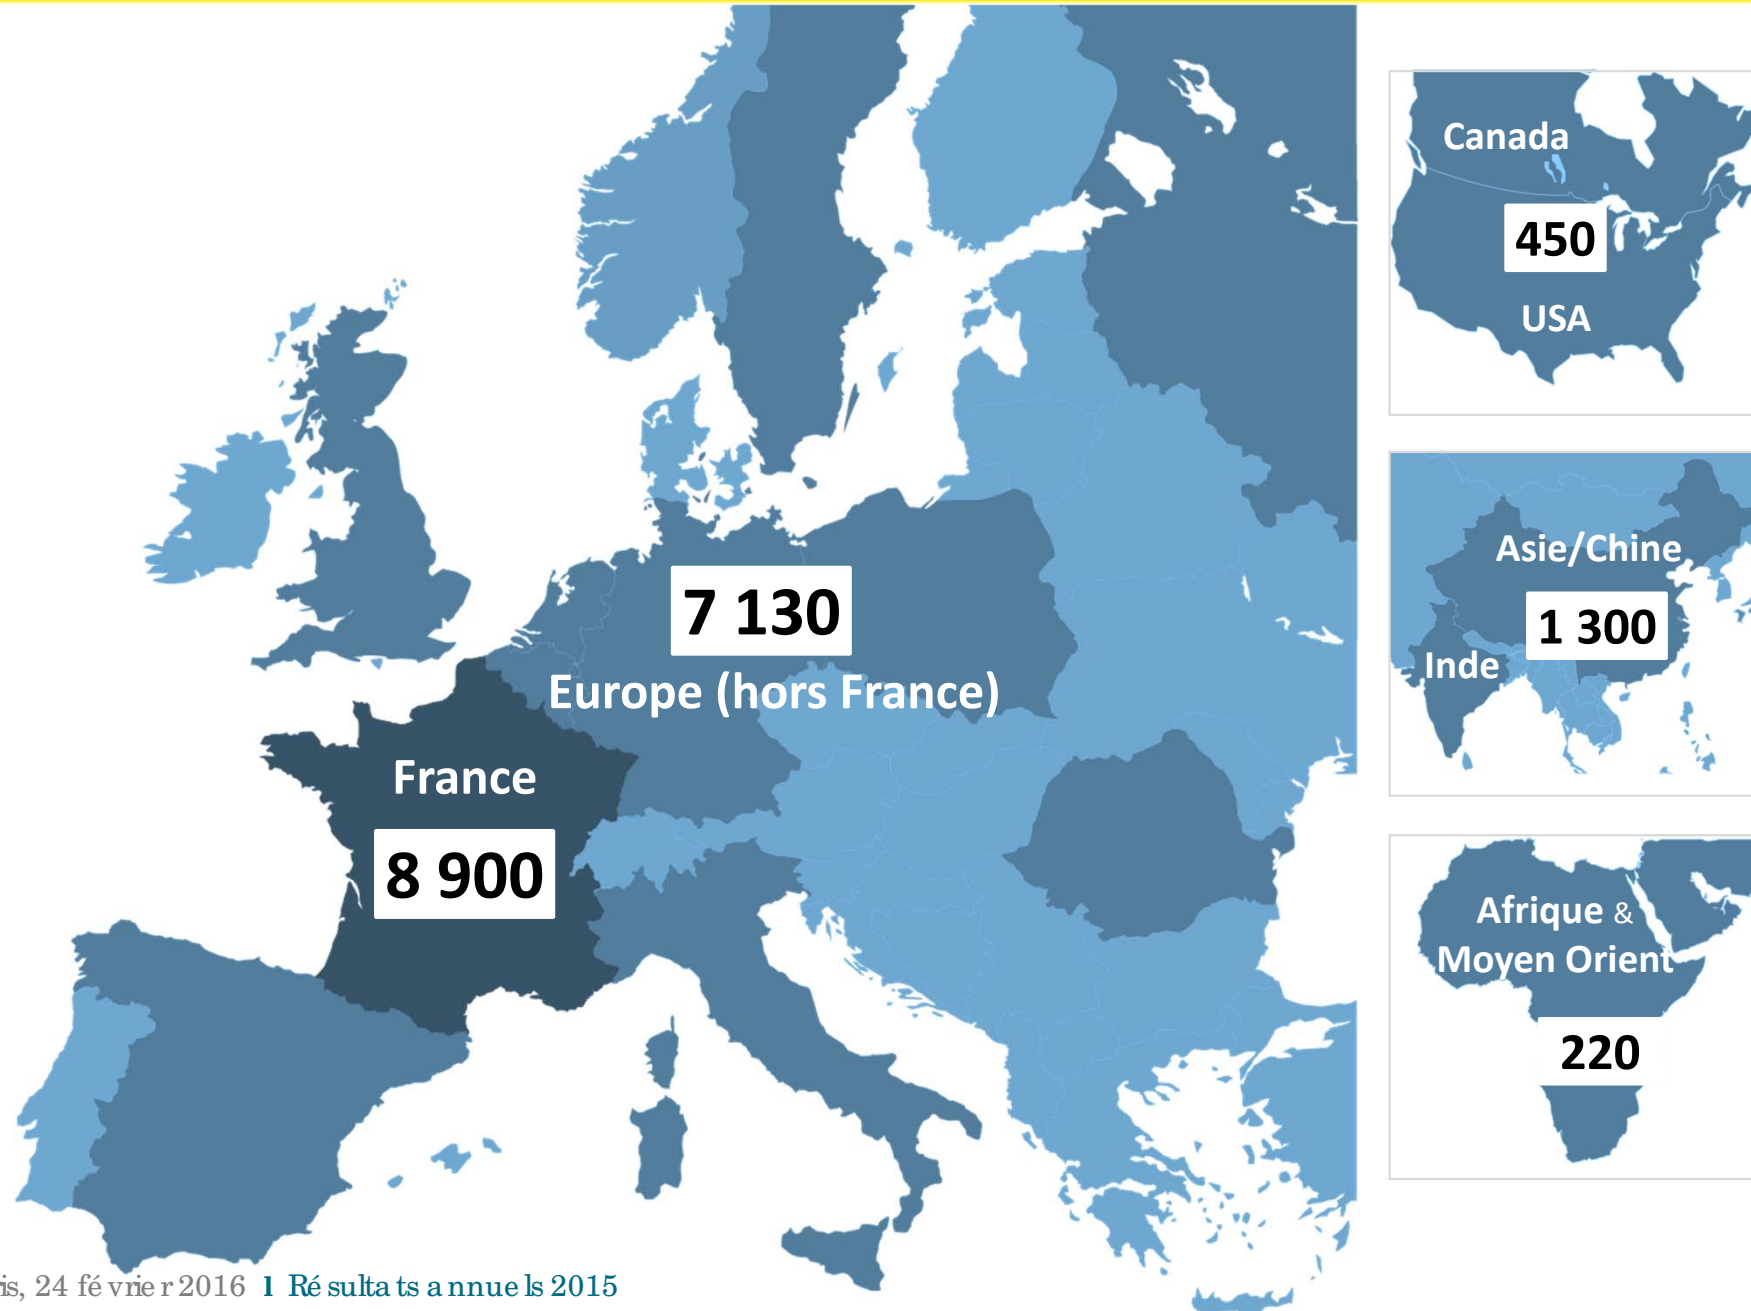 7 130
Europe (hors France)
France
8 900
Canada
450
USA
Asie/Chine
1 300
Inde
Afrique &
Moyen Orient
220
is, 24 février 2016 l Résultats annuels 2015